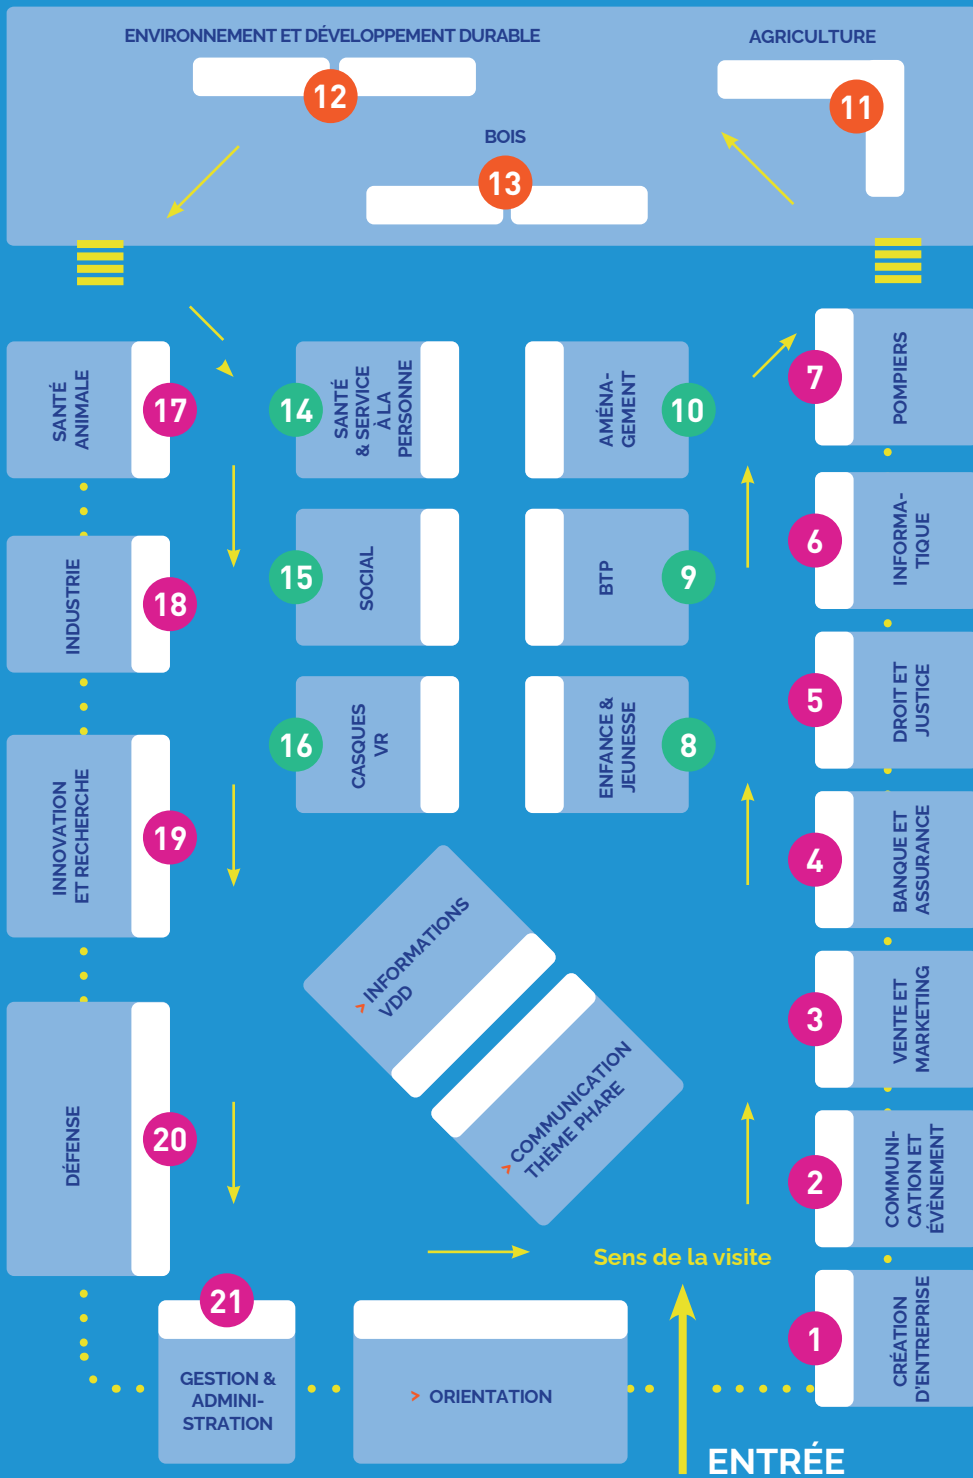 ENVIRONNEMENT ET DÉVELOPPEMENT DURABLE
12
AGRICULTURE
11
BOIS
13
SANTÉ
ANIMALE
17
14
SANTÉ
& SERVICE
À LA
PERSONNE
AMÉNA-
GEMENT
10
7
POMPIERS
INDUSTRIE
18
15
SOCIAL
BTP
9
6
INFORMA-
TIQUE
INNOVATION
ET RECHERCHE
19
16
CASQUES
VR
ENFANCE &
JEUNESSE
8
5
DROIT ET
JUSTICE
4
BANQUE ET
ASSURANCE
> INFORMATIONS
VDD
> COMMUNICATION
THÈME PHARE
3
VENTE ET
MARKETING
DÉFENSE
20
2
COMMUNI-
CATION ET
ÉVÈNEMENT
Sens de la visite
21
GESTION &
ADMINI-
STRATION
> ORIENTATION
1
CRÉATION
D'ENTREPRISE
ENTRÉE